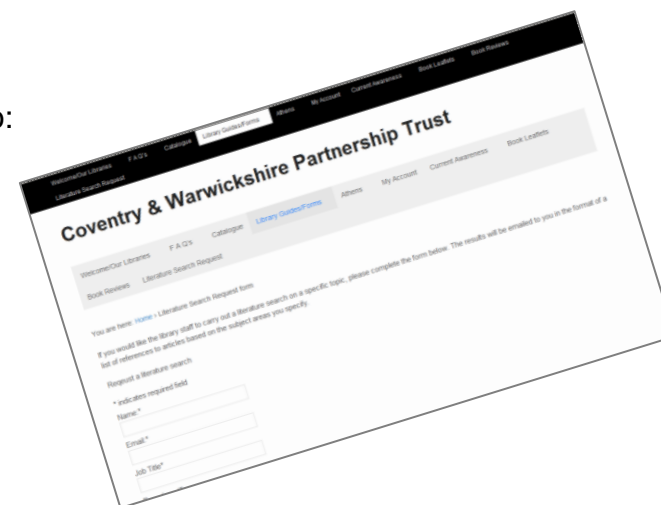 o:
Welcome/Our Libraries F A Q's Catalogue Library Guides/Forms Athens My Account Current Awareness Book Leaflets Book Reviews
Literature Search Request
Coventry & Warwickshire Partnership Trust
Welcome/Our Libraries F A Q's Catalogue Library Guides/Forms Athens My Account Current Awareness Book Leaflets
Book Reviews Literature Search Request
You are here: Home › Literature Search Request form
If you would like the library staff to carry out a literature search on a specific topic, please complete the form below. The results will be emailed to you in the format of a
list of references to articles based on the subject areas you specify.
Request a literature search
* indicates required field
Name:*
Email:*
Job Title*